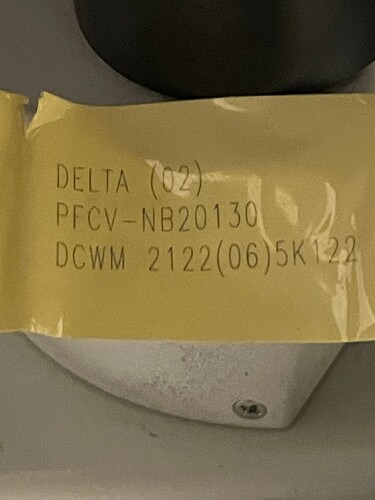 DELTA (02)
PFCV-NB20130
DCWM 2122(06)5K122